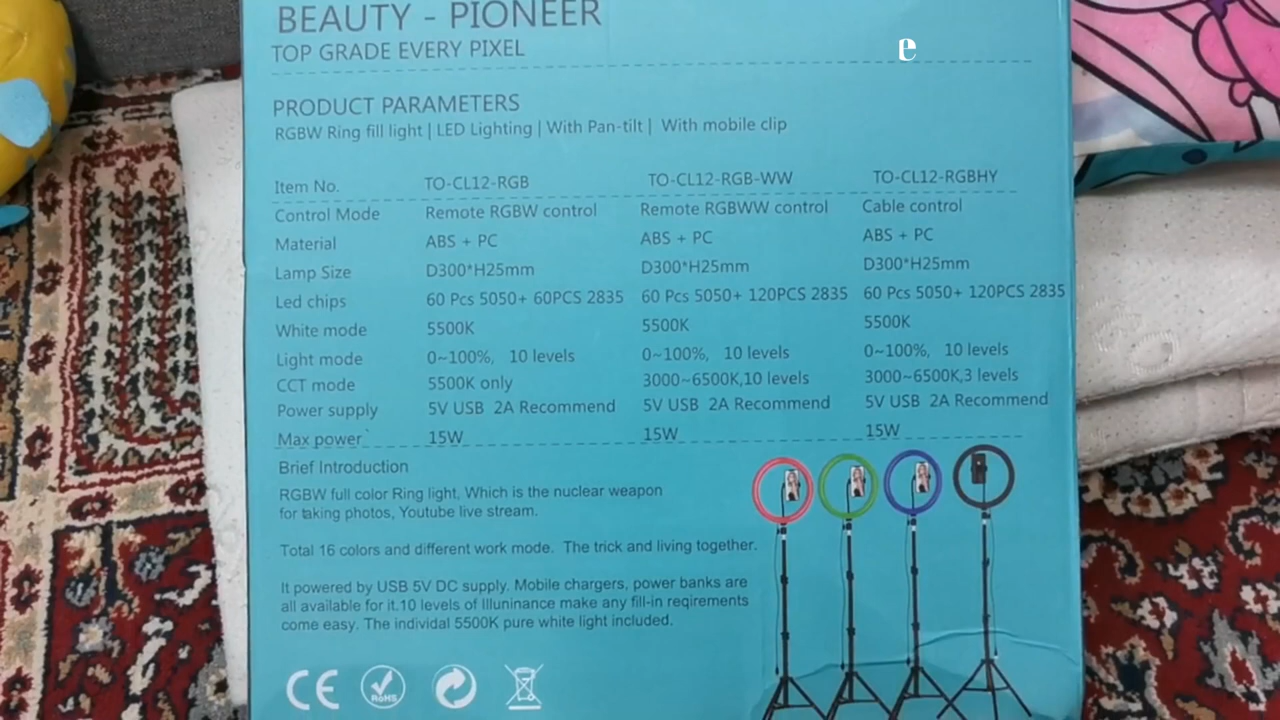 BEAUTY - PIONEER
TOP GRADE EVERY PIXEL
e
PRODUCT PARAMETERS
RGBW Ring fill light | LED Lighting | With Pan-tilt | With mobile clip
Item No. TO-CL12-RGB TO-CL12-RGB-WW TO-CL12-RGBHY
Control Mode Remote RGBW control Remote RGBWW control Cable control
Material ABS + PC ABS + PC ABS + PC
Lamp Size D300*H25mm D300*H25mm D300*H25mm
Led chips 60 Pcs 5050+ 60PCS 2835 60 Pcs 5050+ 120PCS 2835 60 Pcs 5050+ 120PCS 2835
White mode 5500K 5500K 5500K
Light mode 0~100%, 10 levels 0~100%, 10 levels 0~100%, 10 levels
CCT mode 5500K only 3000~6500K,10 levels 3000~6500K,3 levels
Power supply 5V USB 2A Recommend 5V USB 2A Recommend 5V USB 2A Recommend
Max power 15W 15W 15W
Brief Introduction
RGBW full color Ring light, Which is the nuclear weapon
for taking photos, Youtube live stream.
Total 16 colors and different work mode. The trick and living together.
It powered by USB 5V DC supply. Mobile chargers, power banks are
all available for it.10 levels of Illuninance make any fill-in reqirements
come easy. The individal 5500K pure white light included.
CE RoHS